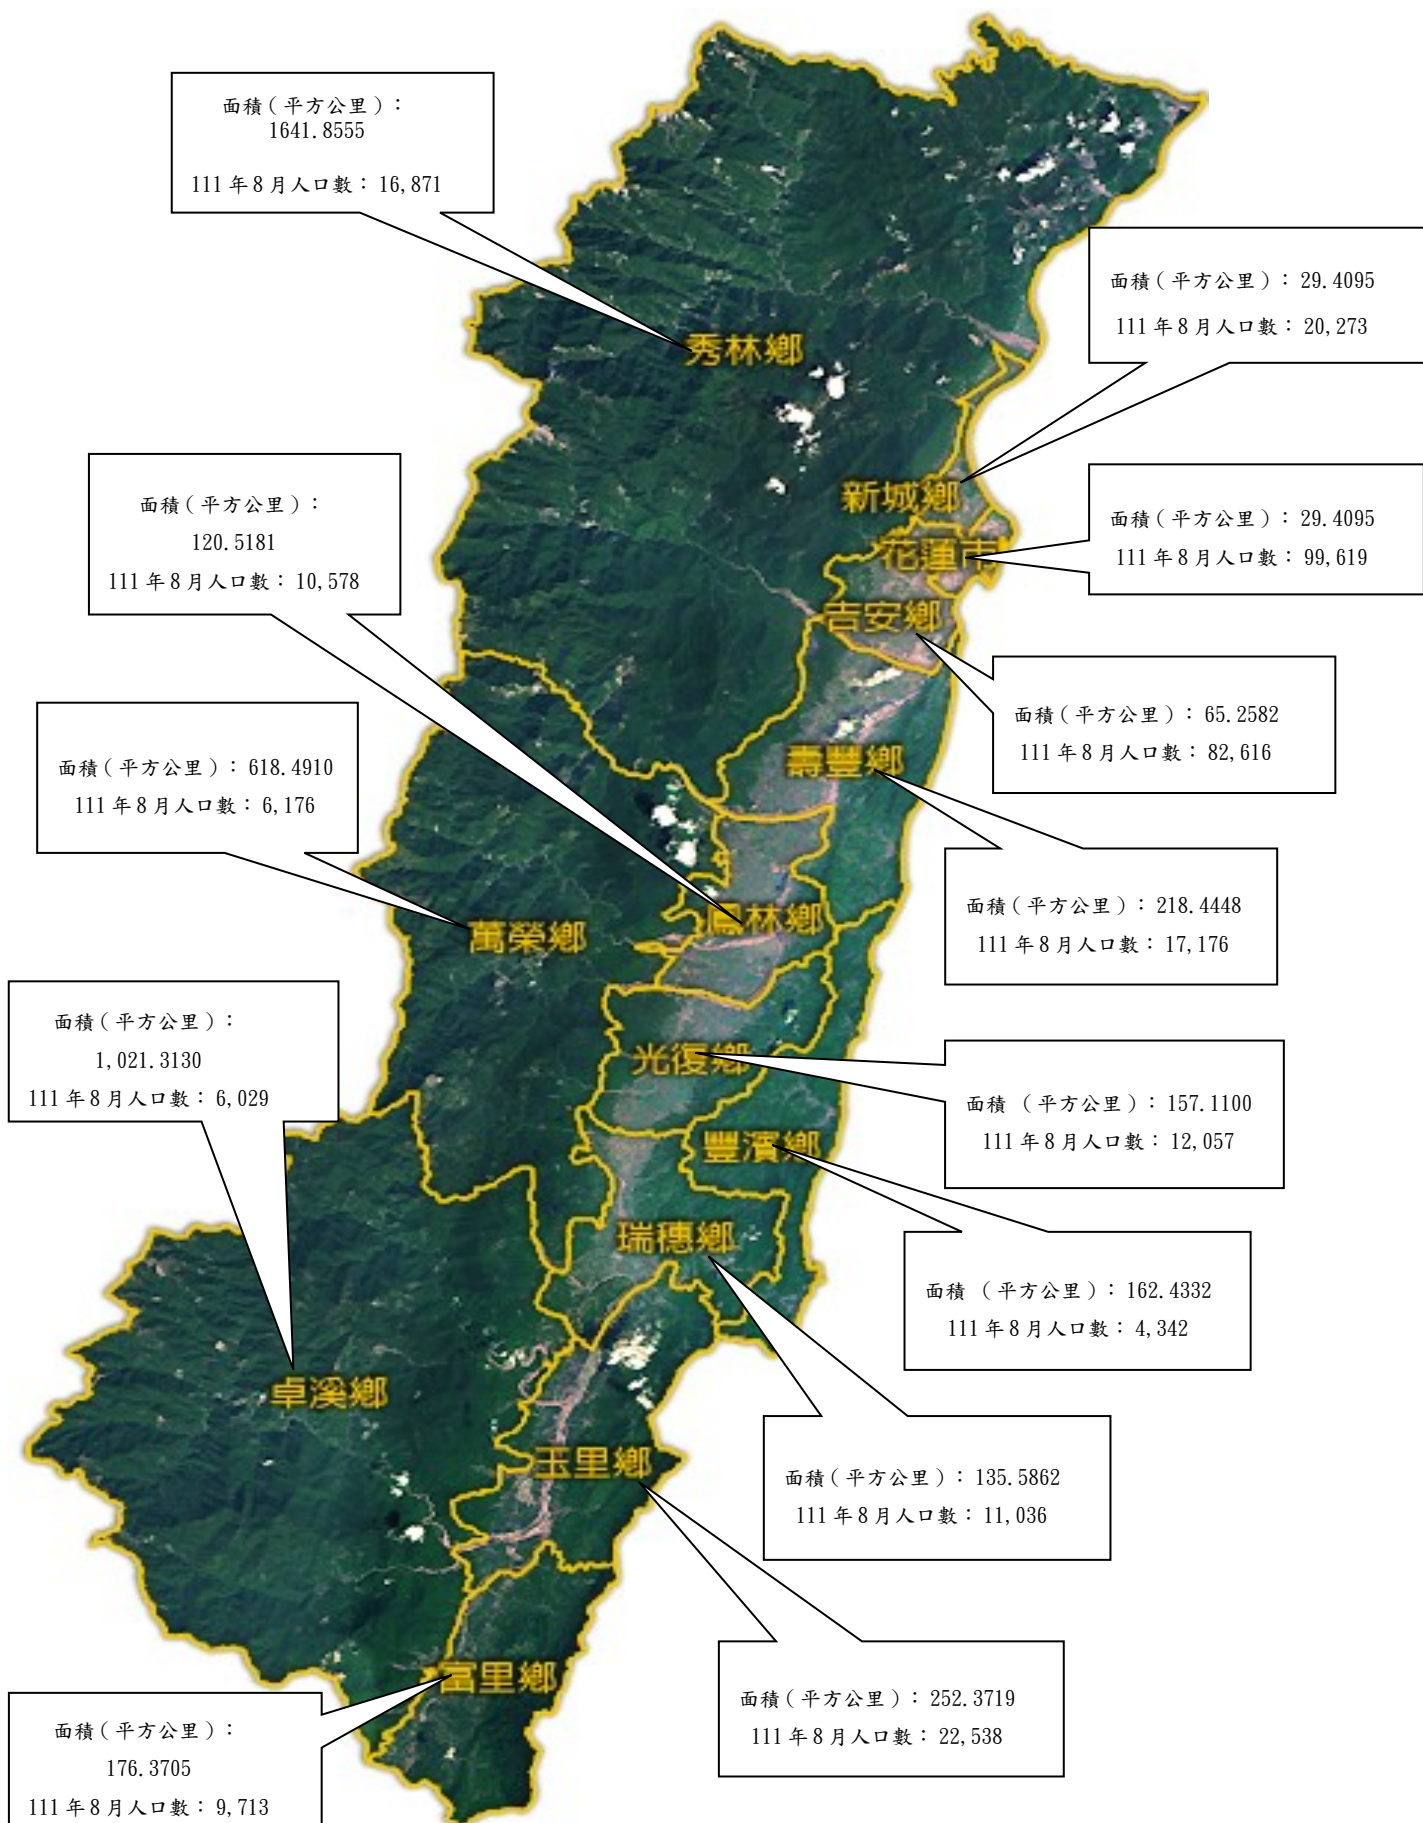 面積(平方公里):
1641.8555
111年8月人口數:16,871
面積(平方公里):29.4095
111年8月人口數:20,273
秀林鄉
面積(平方公里):
120.5181
111年8月人口數:10,578
新城鄉
面積(平方公里):29.4095
111年8月人口數:99,619
花蓮市
吉安鄉
面積(平方公里):65.2582
111年8月人口數:82,616
面積(平方公里):618.4910
111年8月人口數:6,176
壽豐鄉
面積(平方公里):218.4448
111年8月人口數:17,176
鳳林鄉
萬榮鄉
面積(平方公里):
1,021.3130
111年8月人口數:6,029
光復鄉
面積 (平方公里):157.1100
111年8月人口數:12,057
豐濱鄉
瑞穗鄉
面積 (平方公里):162.4332
111年8月人口數:4,342
卓溪鄉
玉里鄉
面積(平方公里):135.5862
111年8月人口數:11,036
富里鄉
面積(平方公里):252.3719
111年8月人口數:22,538
面積(平方公里):
176.3705
111年8月人口數:9,713